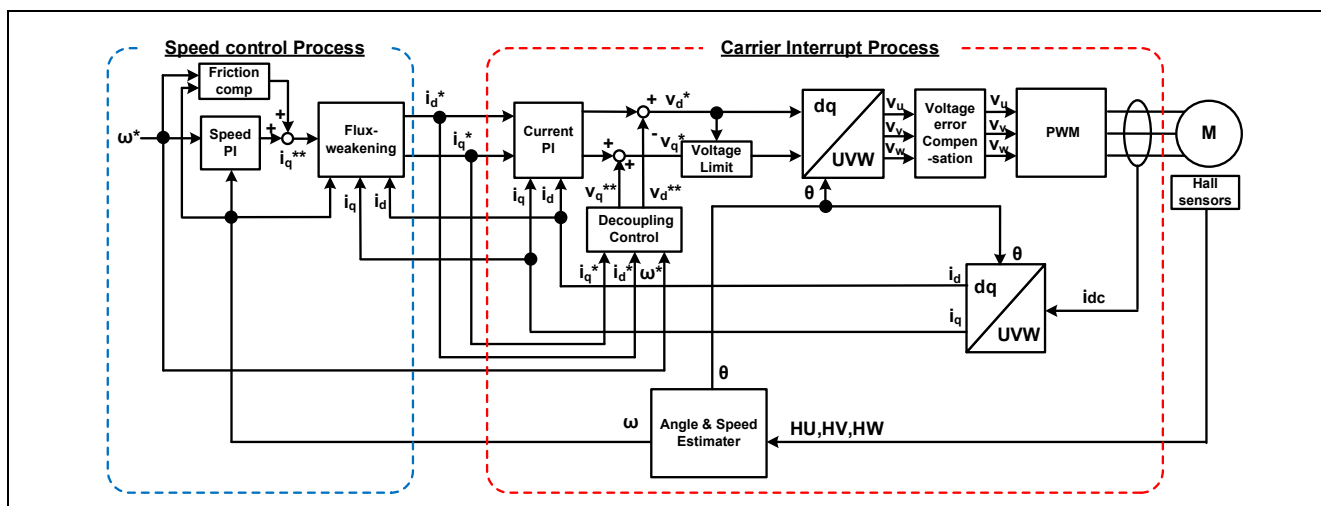 Speed control Process
Carrier Interrupt Process
Friction
comp
ω*
Speed
PI
+
+
iq**
Flux-
weakening
id*
iq*
iq
id
Current
PI
iq
id
+
-
vd*
+
+
vq*
Voltage
Limit
vq**
vd**
Decoupling
Control
iq*
id*
ω*
dq
UVW
θ
vu
vv
vw
Voltage
error
Compen
-sation
vu
vv
vw
PWM
M
Hall
sensors
θ
id
iq
dq
UVW
idc
θ
ω
Angle & Speed
Estimater
HU,HV,HW